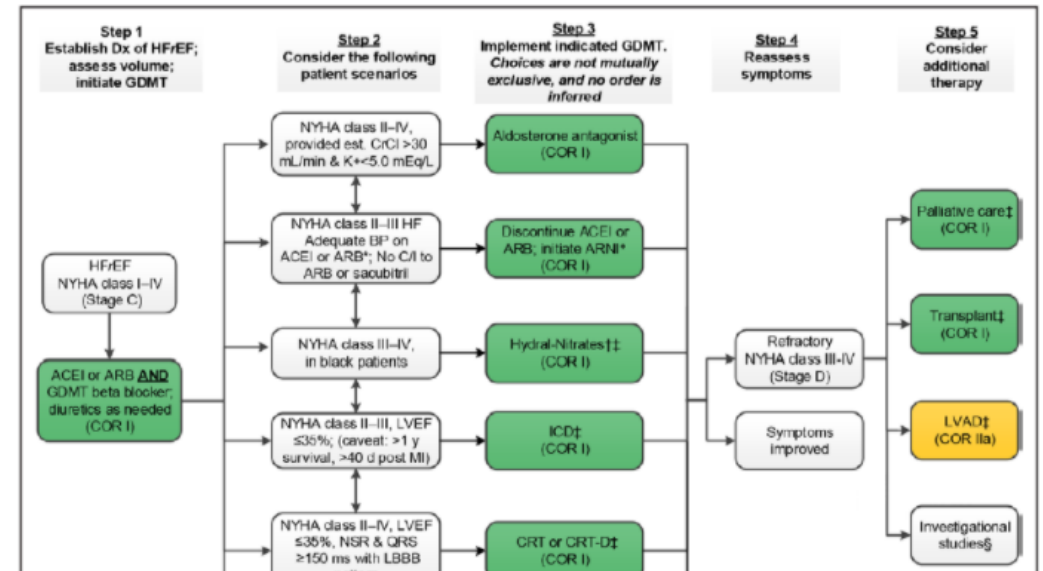 Step 1
Establish Dx of HFrEF;
assess volume;
initiate GDMT
Step 2
Consider the following
patient scenarios
Step 3
Implement indicated GDMT.
Choices are not mutually
exclusive, and no order is
inferred
Step 4
Reassess
symptoms
Step 5
Consider
additional
therapy
HFrEF
NYHA class I–IV
(Stage C)
ACEI or ARB AND
GDMT beta blocker;
diuretics as needed
(COR I)
NYHA class II–IV,
provided est. CrCl >30
mL/min & K+<5.0 mEq/L
NYHA class II–III HF
Adequate BP on
ACEI or ARB*; No C/I to
ARB or sacubitril
NYHA class III–IV,
in black patients
NYHA class II–III, LVEF
≤35%; (caveat: >1 y
survival, >40 d post MI)
NYHA class II–IV, LVEF
≤35%, NSR & QRS
≥150 ms with LBBB
Aldosterone antagonist
(COR I)
Discontinue ACEI or
ARB; initiate ARNI*
(COR I)
Hydral-Nitrates†‡
(COR I)
ICD‡
(COR I)
CRT or CRT-D‡
(COR I)
Refractory
NYHA class III-IV
(Stage D)
Symptoms
improved
Palliative care‡
(COR I)
Transplant‡
(COR I)
LVAD‡
(COR IIa)
Investigational
studies§